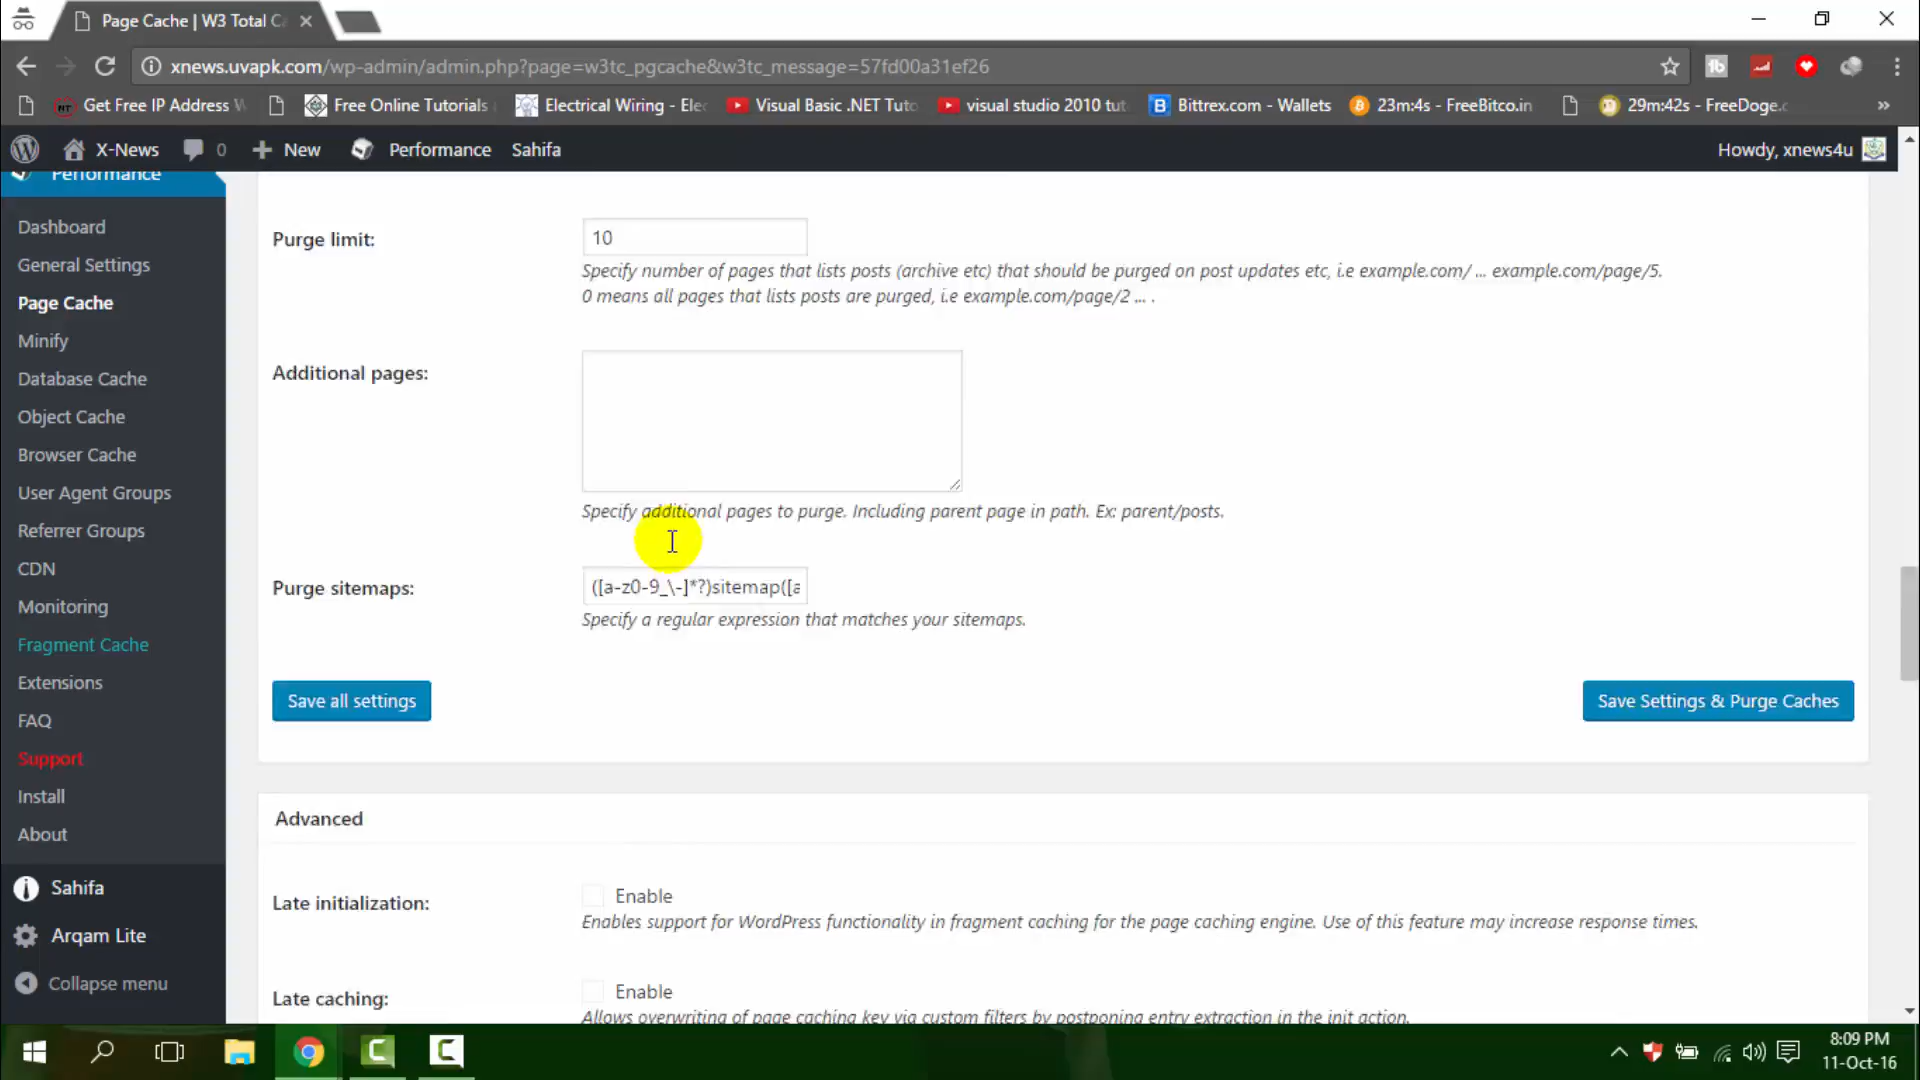 Page Cache | W3 Total Ca
xnews.uvapk.com/wp-admin/admin.php?page=w3tc_pgcache&w3tc_message=57fd00a31ef26
Get Free IP Address
Free Online Tutorials
Electrical Wiring - Elec
Visual Basic .NET Tuto
visual studio 2010 tut
Bittrex.com - Wallets
23m:4s - FreeBitco.in
29m:42s - FreeDoge.c
»
X-News
0
New
Performance
Sahifa
Howdy, xnews4u
Performance
Dashboard
General Settings
Page Cache
Minify
Database Cache
Object Cache
Browser Cache
User Agent Groups
Referrer Groups
CDN
Monitoring
Fragment Cache
Extensions
FAQ
Support
Install
About
Sahifa
Arqam Lite
Collapse menu
Purge limit:
10
Specify number of pages that lists posts (archive etc) that should be purged on post updates etc, i.e example.com/ ... example.com/page/5.
0 means all pages that lists posts are purged, i.e example.com/page/2 ... .
Additional pages:
Specify additional pages to purge. Including parent page in path. Ex: parent/posts.
Purge sitemaps:
([a-z0-9_\-]*?)sitemap([a
Specify a regular expression that matches your sitemaps.
Save all settings
Save Settings & Purge Caches
Advanced
Late initialization:
Enable
Enables support for WordPress functionality in fragment caching for the page caching engine. Use of this feature may increase response times.
Late caching:
Enable
Allows overwriting of page caching key via custom filters by postponing entry extraction in the init action.
8:09 PM
11-Oct-16